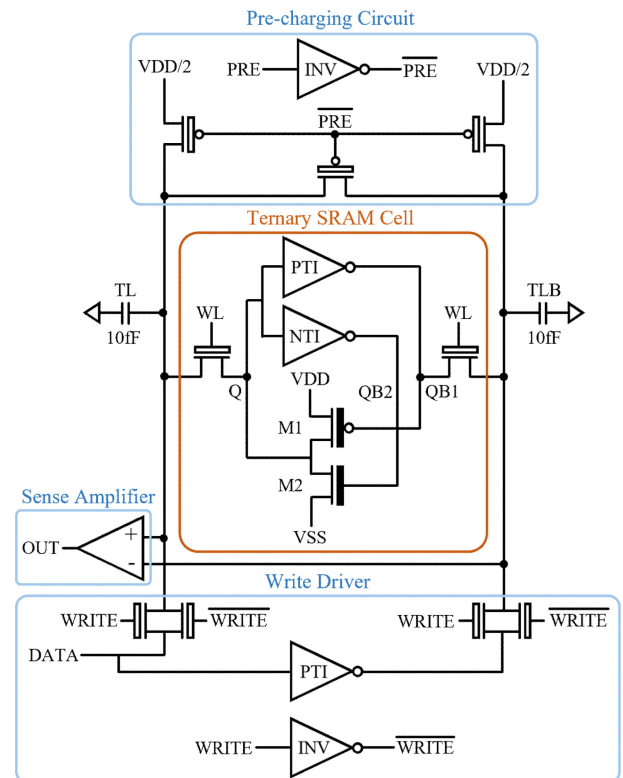 Pre-charging Circuit
VDD/2
PRE
INV
PRE
VDD/2
PRE
Ternary SRAM Cell
PTI
TL
WL
NTI
WL
TLB
10fF
10fF
VDD
Q
QB2
QB1
M1
M2
Sense Amplifier
VSS
+
OUT
-
Write Driver
WRITE
WRITE
WRITE
WRITE
DATA
PTI
WRITE
INV
WRITE